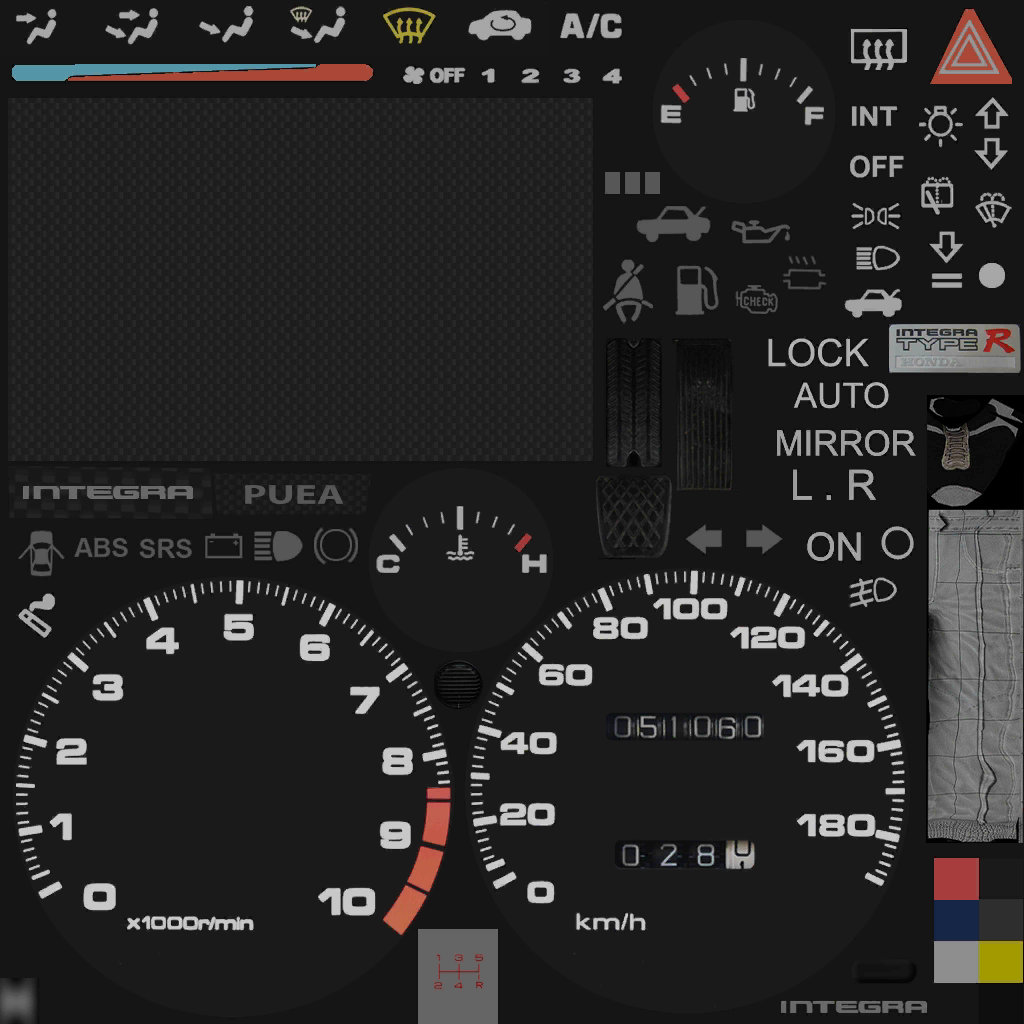 A/C
OFF 1 2 3 4
E F
INT
OFF
CHECK
INTEGRA
TYPE R
HONDA
LOCK
AUTO
MIRROR
L . R
INTEGRA PUEA
ABS SRS
C H
ON
0 1 2 3 4 5 6 7 8 9 10
x1000r/min
0 20 40 60 80 100 120 140 160 180
051060
028
km/h
1 3 5
2 4 R
INTEGRA